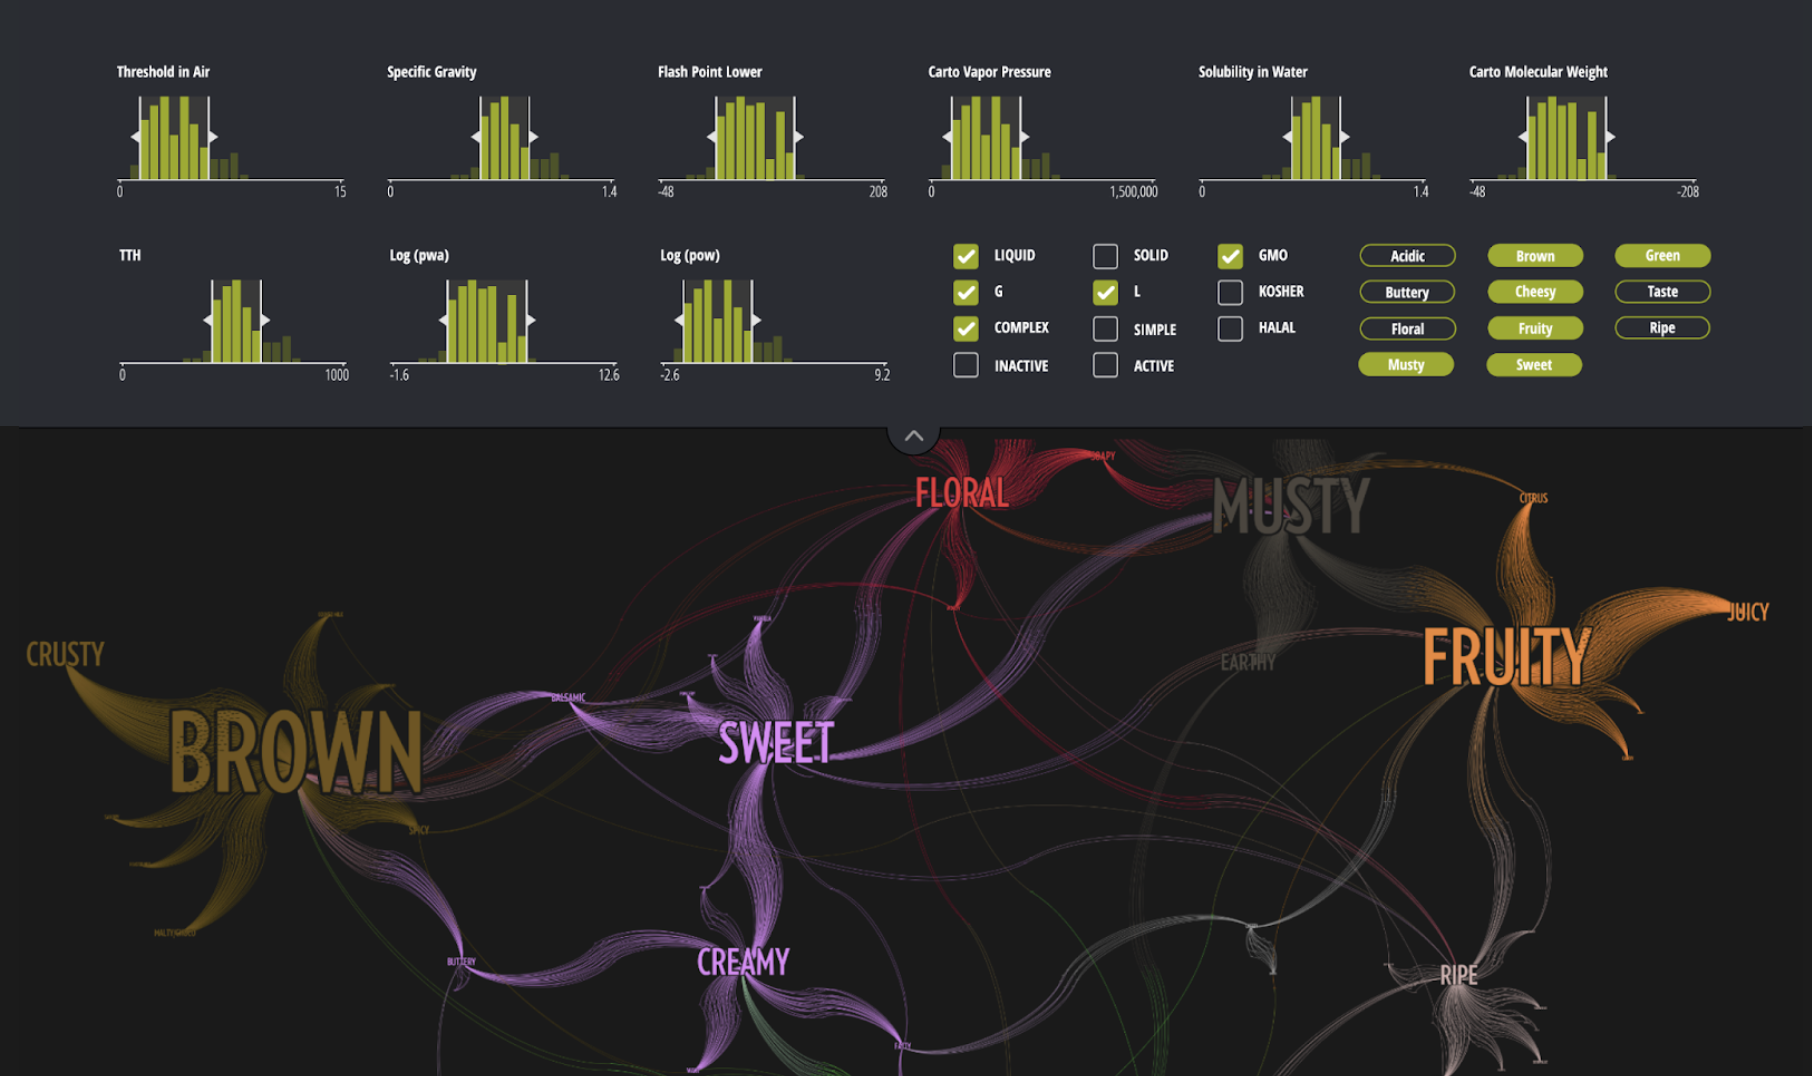 Threshold in Air
Specific Gravity
Flash Point Lower
Carto Vapor Pressure
Solubility in Water
Carto Molecular Weight
0 15
0 1.4
-48 208
0 1,500,000
0 1.4
-48 -208
TTH
Log (pwa)
Log (pow)
0 1000
-1.6 12.6
-2.6 9.2
LIQUID SOLID GMO
G L KOSHER
COMPLEX SIMPLE HALAL
INACTIVE ACTIVE
Acidic Brown Green
Buttery Cheesy Taste
Floral Fruity Ripe
Musty Sweet
SOAPY
FLORAL
MUSTY
CITRUS
JUICY
CRUSTY
FRUITY
EARTHY
BALSAMIC
BROWN
SWEET
SPICY
BUTTERY
CREAMY
RIPE
FATTY